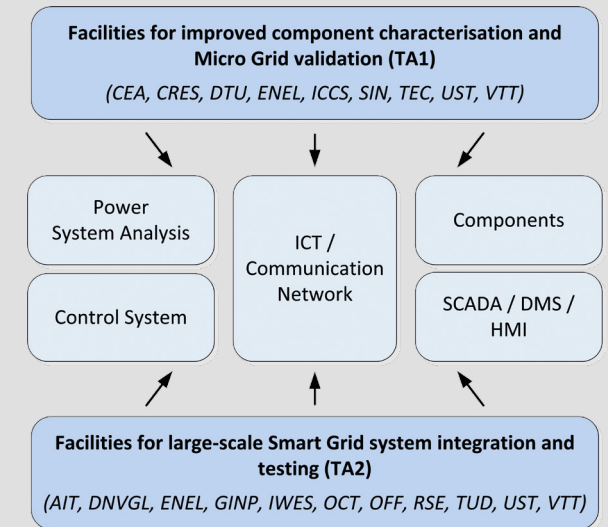 Facilities for improved component characterisation and
Micro Grid validation (TA1)
(CEA, CRES, DTU, ENEL, ICCS, SIN, TEC, UST, VTT)
Power
System Analysis
Control System
ICT /
Communication
Network
Components
SCADA / DMS /
HMI
Facilities for large-scale Smart Grid system integration and
testing (TA2)
(AIT, DNVGL, ENEL, GINP, IWES, OCT, OFF, RSE, TUD, UST, VTT)